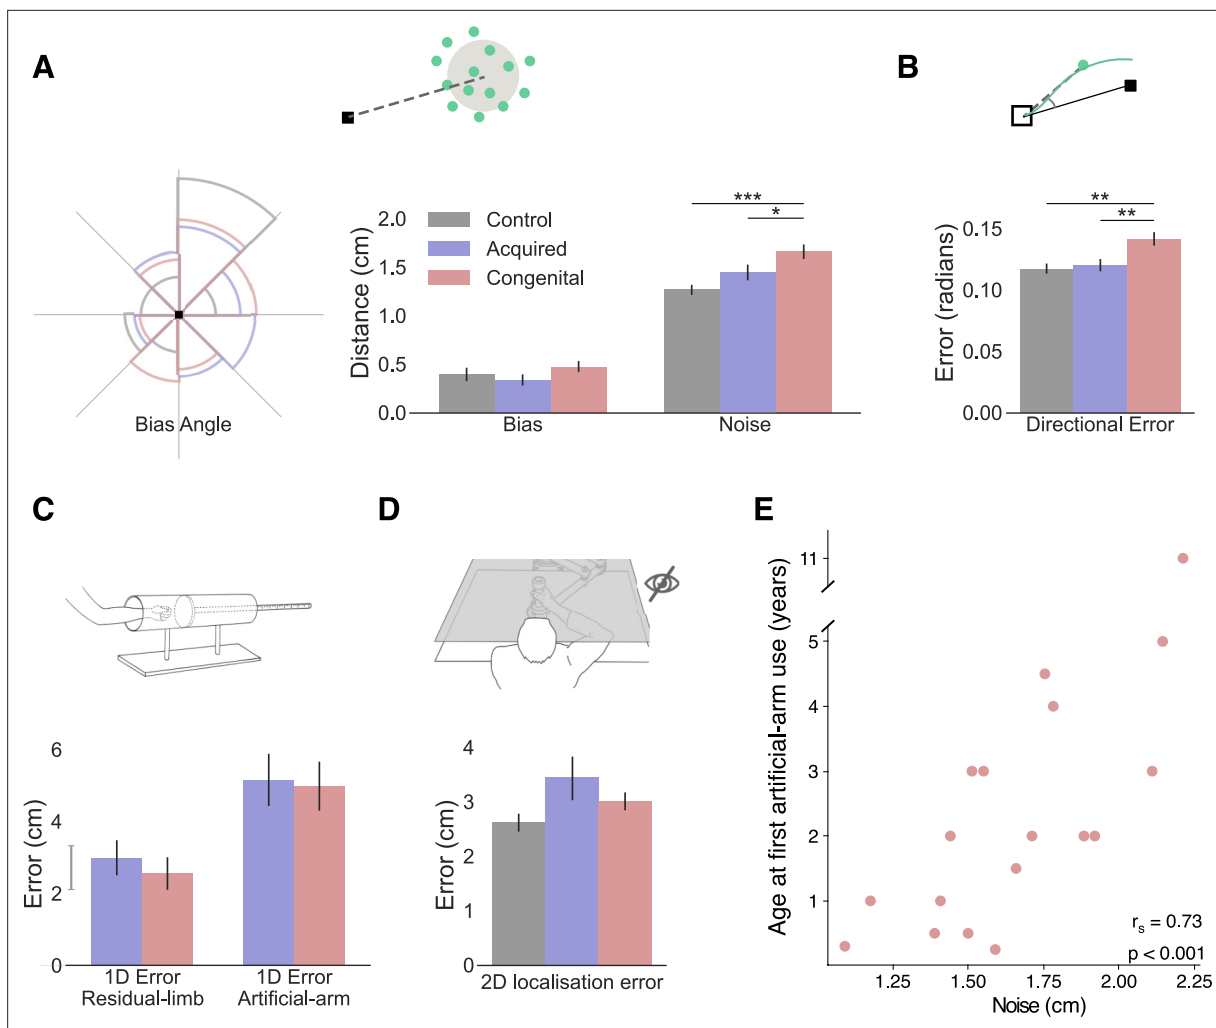 A
B
Bias Angle
Distance (cm)
2.0
1.5
1.0
0.5
0.0
Control
Acquired
Congenital
***
*
Bias
Noise
Error (radians)
0.15
0.10
0.05
0.00
**
**
Directional Error
C
D
E
Error (cm)
6
4
2
0
1D Error
Residual-limb
1D Error
Artificial-arm
Error (cm)
4
3
2
1
0
2D localisation error
Age at first artificial-arm use (years)
11
5
4
3
2
1
rs = 0.73
p < 0.001
1.25
1.50
1.75
2.00
2.25
Noise (cm)